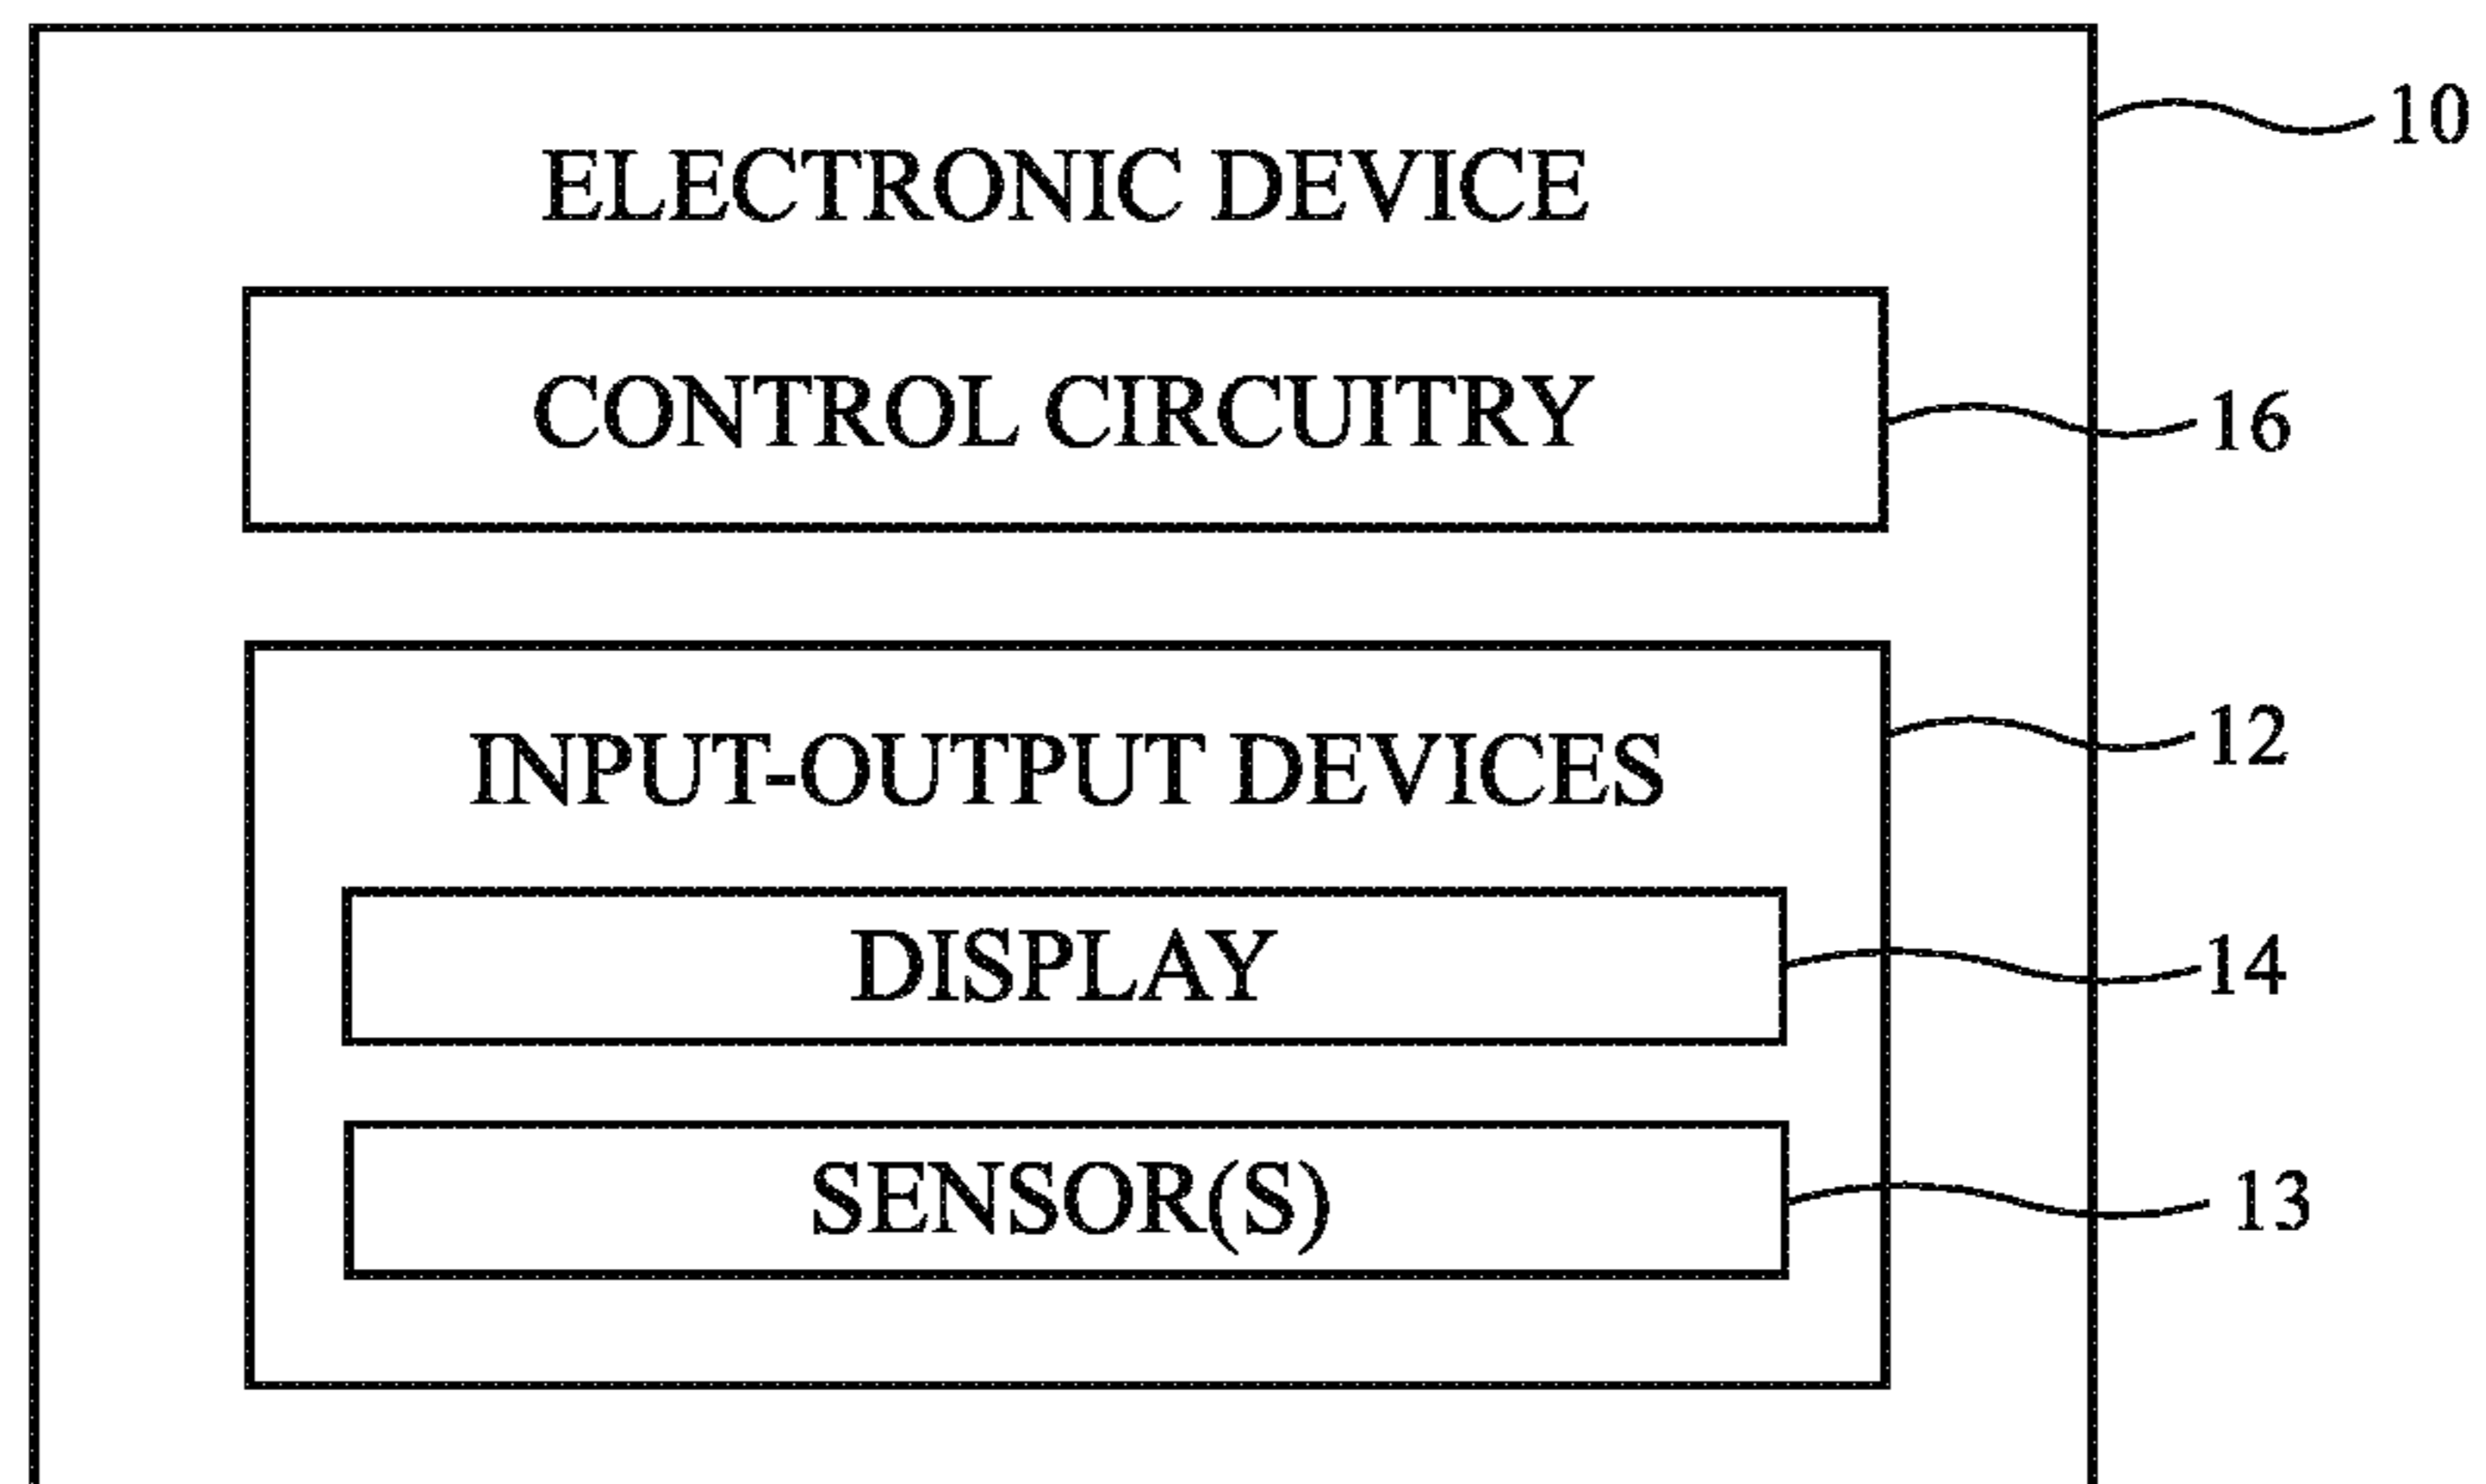 10
ELECTRONIC DEVICE
CONTROL CIRCUITRY
16
INPUT-OUTPUT DEVICES
12
DISPLAY
14
SENSOR(S)
13